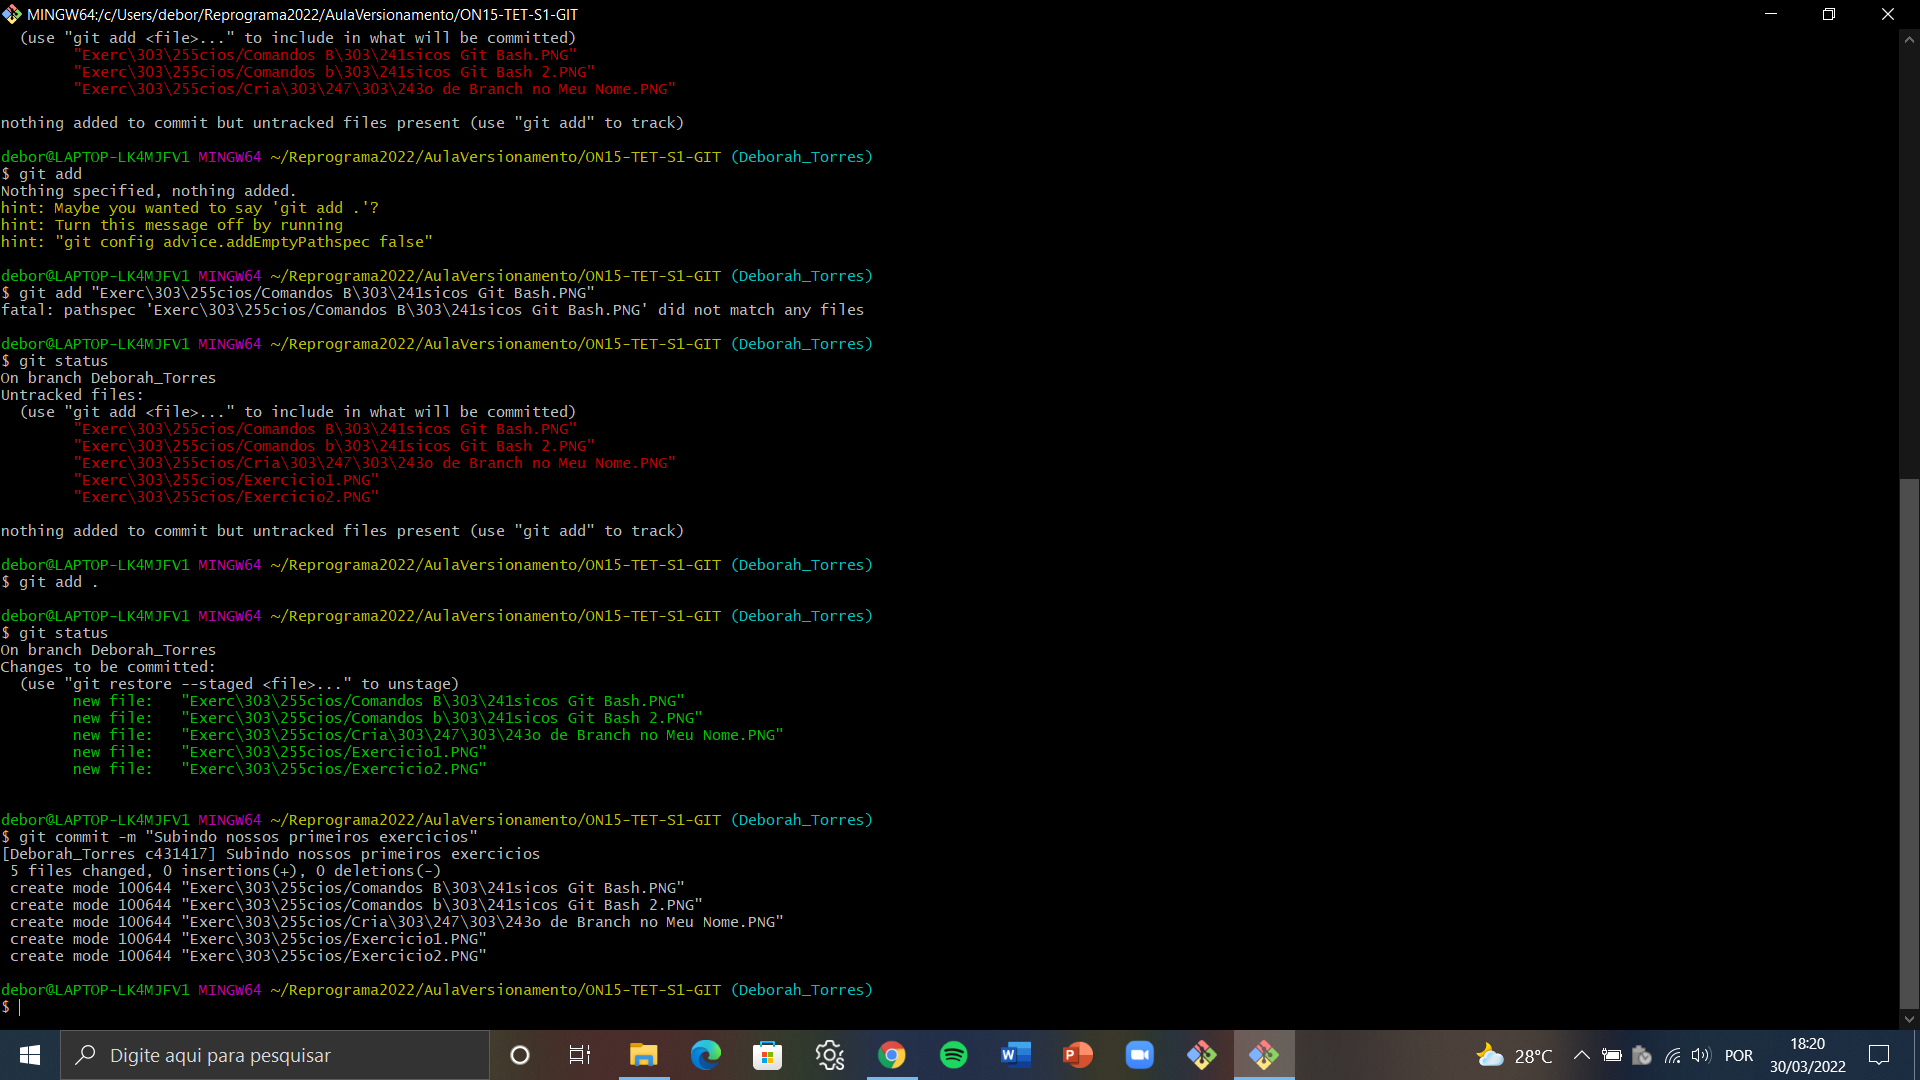 MINGW64:/c/Users/debor/Reprograma2022/AulaVersionamento/ON15-TET-S1-GIT
  (use "git add <file>..." to include in what will be committed)
        "Exerc\303\255cios/Comandos B\303\241sicos Git Bash.PNG"
        "Exerc\303\255cios/Comandos b\303\241sicos Git Bash 2.PNG"
        "Exerc\303\255cios/Cria\303\247\303\243o de Branch no Meu Nome.PNG"

nothing added to commit but untracked files present (use "git add" to track)

debor@LAPTOP-LK4MJFV1 MINGW64 ~/Reprograma2022/AulaVersionamento/ON15-TET-S1-GIT (Deborah_Torres)
$ git add
Nothing specified, nothing added.
hint: Maybe you wanted to say 'git add .'?
hint: Turn this message off by running
hint: "git config advice.addEmptyPathspec false"

debor@LAPTOP-LK4MJFV1 MINGW64 ~/Reprograma2022/AulaVersionamento/ON15-TET-S1-GIT (Deborah_Torres)
$ git add "Exerc\303\255cios/Comandos B\303\241sicos Git Bash.PNG"
fatal: pathspec 'Exerc\303\255cios/Comandos B\303\241sicos Git Bash.PNG' did not match any files

debor@LAPTOP-LK4MJFV1 MINGW64 ~/Reprograma2022/AulaVersionamento/ON15-TET-S1-GIT (Deborah_Torres)
$ git status
On branch Deborah_Torres
Untracked files:
  (use "git add <file>..." to include in what will be committed)
        "Exerc\303\255cios/Comandos B\303\241sicos Git Bash.PNG"
        "Exerc\303\255cios/Comandos b\303\241sicos Git Bash 2.PNG"
        "Exerc\303\255cios/Cria\303\247\303\243o de Branch no Meu Nome.PNG"
        "Exerc\303\255cios/Exercicio1.PNG"
        "Exerc\303\255cios/Exercicio2.PNG"

nothing added to commit but untracked files present (use "git add" to track)

debor@LAPTOP-LK4MJFV1 MINGW64 ~/Reprograma2022/AulaVersionamento/ON15-TET-S1-GIT (Deborah_Torres)
$ git add .

debor@LAPTOP-LK4MJFV1 MINGW64 ~/Reprograma2022/AulaVersionamento/ON15-TET-S1-GIT (Deborah_Torres)
$ git status
On branch Deborah_Torres
Changes to be committed:
  (use "git restore --staged <file>..." to unstage)
        new file:   "Exerc\303\255cios/Comandos B\303\241sicos Git Bash.PNG"
        new file:   "Exerc\303\255cios/Comandos b\303\241sicos Git Bash 2.PNG"
        new file:   "Exerc\303\255cios/Cria\303\247\303\243o de Branch no Meu Nome.PNG"
        new file:   "Exerc\303\255cios/Exercicio1.PNG"
        new file:   "Exerc\303\255cios/Exercicio2.PNG"

debor@LAPTOP-LK4MJFV1 MINGW64 ~/Reprograma2022/AulaVersionamento/ON15-TET-S1-GIT (Deborah_Torres)
$ git commit -m "Subindo nossos primeiros exercicios"
[Deborah_Torres c431417] Subindo nossos primeiros exercicios
 5 files changed, 0 insertions(+), 0 deletions(-)
 create mode 100644 "Exerc\303\255cios/Comandos B\303\241sicos Git Bash.PNG"
 create mode 100644 "Exerc\303\255cios/Comandos b\303\241sicos Git Bash 2.PNG"
 create mode 100644 "Exerc\303\255cios/Cria\303\247\303\243o de Branch no Meu Nome.PNG"
 create mode 100644 "Exerc\303\255cios/Exercicio1.PNG"
 create mode 100644 "Exerc\303\255cios/Exercicio2.PNG"

debor@LAPTOP-LK4MJFV1 MINGW64 ~/Reprograma2022/AulaVersionamento/ON15-TET-S1-GIT (Deborah_Torres)
$
Digite aqui para pesquisar
28°C
POR
18:20
30/03/2022